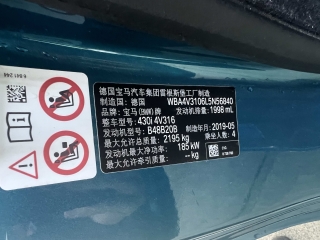 9 041 244
德国宝马汽车集团雷根斯堡工厂制造
制造国: 德国 WBA4V3106L5N56840
品牌: 宝马(BMW) 发动机排量: 1998 mL
整车型号: 430i 4V316
发动机型号: B48B20B 制造年月: 2019-05
最大允许总质量: 2195 kg 乘坐人数: 4
发动机最大净功率: 185 kW
最大允许牵引质量: -- kg